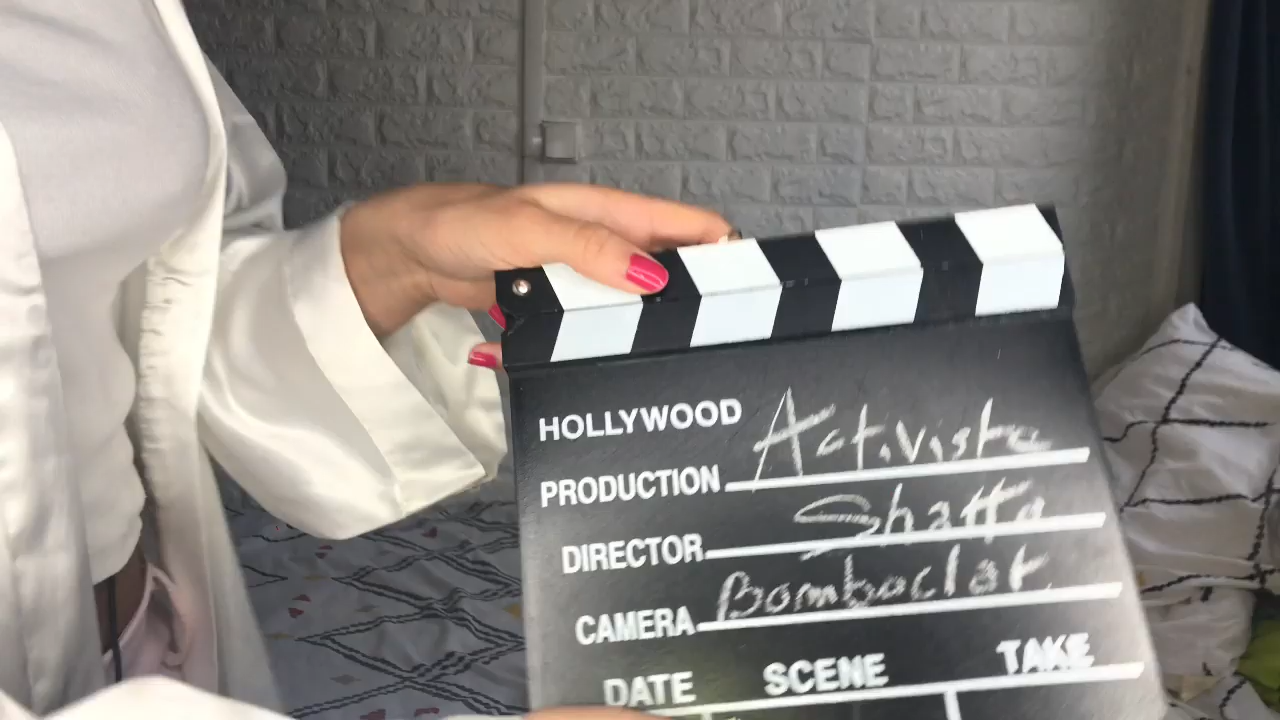 HOLLYWOOD
PRODUCTION Activista
DIRECTOR Shatta
CAMERA Bomboclat
DATE SCENE TAKE